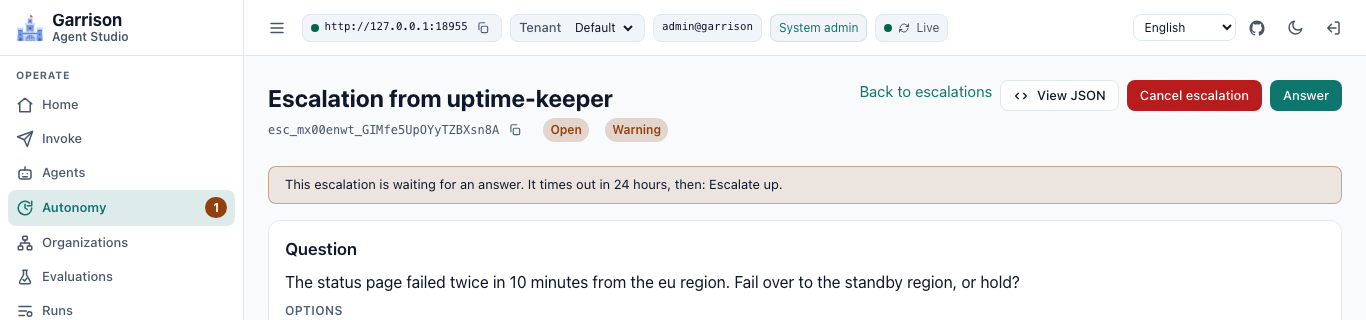 Garrison
Agent Studio
http://127.0.0.1:18955
Tenant Default
admin@garrison
System admin
Live
English
OPERATE
Home
Invoke
Agents
Autonomy 1
Organizations
Evaluations
Runs
Escalation from uptime-keeper
Back to escalations
View JSON
Cancel escalation
Answer
esc_mx00enwt_GIMfe5UpOYyTZBXsn8A
Open
Warning
This escalation is waiting for an answer. It times out in 24 hours, then: Escalate up.
Question
The status page failed twice in 10 minutes from the eu region. Fail over to the standby region, or hold?
OPTIONS